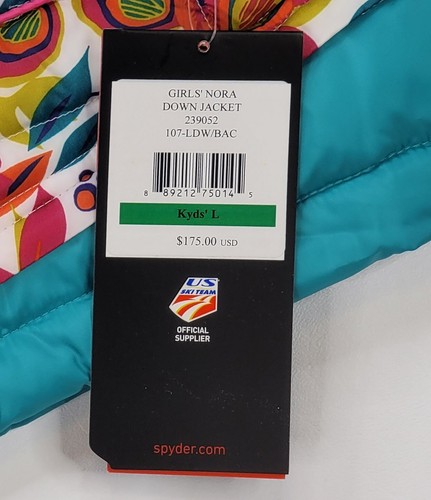 GIRLS' NORA
DOWN JACKET
239052
107-LDW/BAC
8 89212 75014 5
Kyds' L
$175.00 USD
US
SKI TEAM
OFFICIAL
SUPPLIER
spyder.com